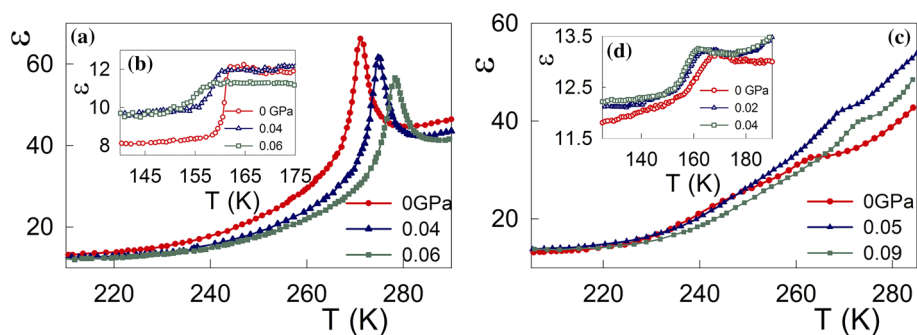 ε
(a)
60
40
20
220
240
260
280
T (K)
0GPa
0.04
0.06
(b)
ε
12
10
8
145
155
165
175
T (K)
0 GPa
0.04
0.06
ε
(c)
60
40
20
220
240
260
280
T (K)
0GPa
0.05
0.09
(d)
ε
13.5
12.5
11.5
140
160
180
T (K)
0 GPa
0.02
0.04